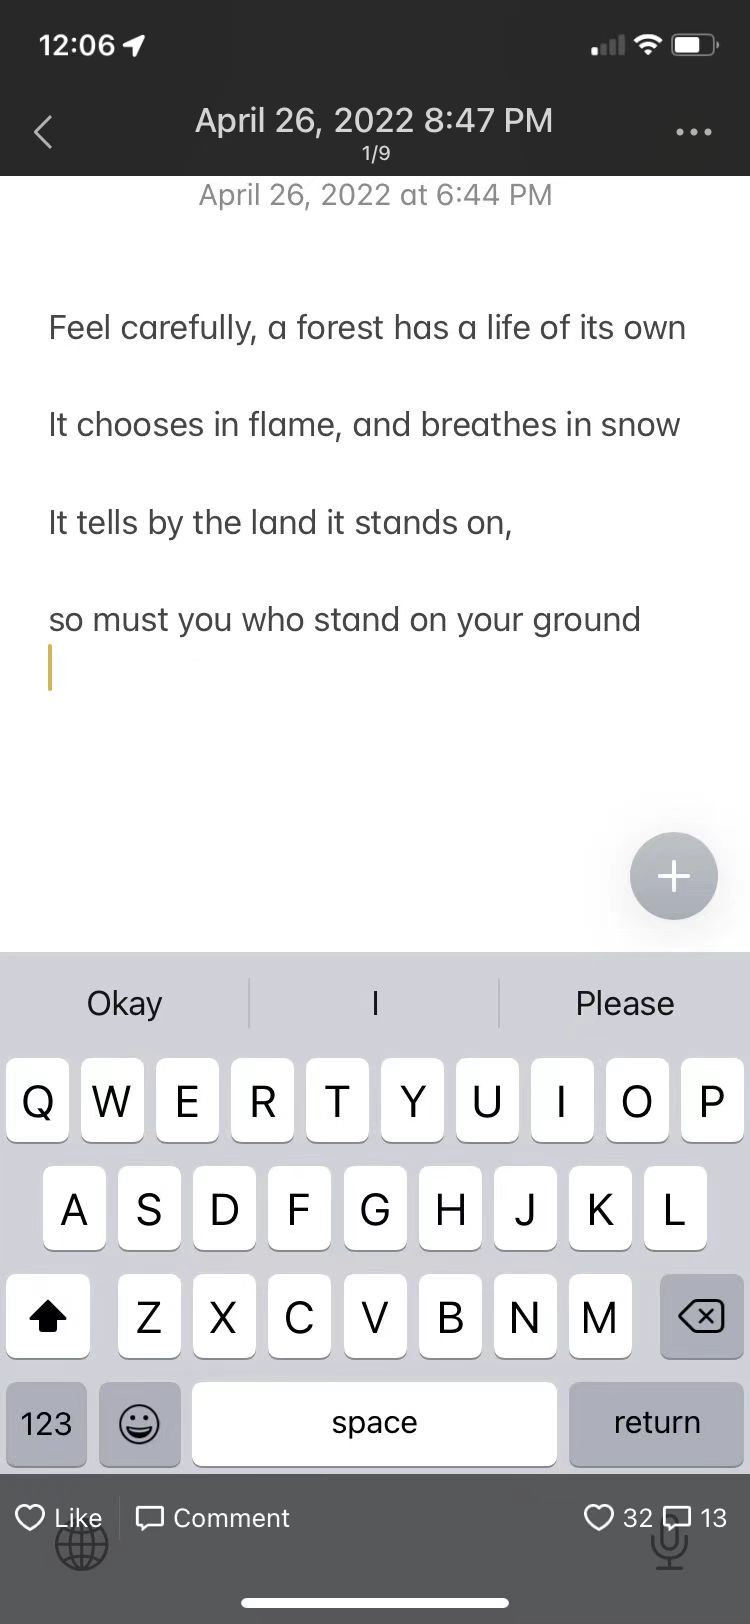 12:06
April 26, 2022 8:47 PM
1/9
April 26, 2022 at 6:44 PM
Feel carefully, a forest has a life of its own
It chooses in flame, and breathes in snow
It tells by the land it stands on,
so must you who stand on your ground
Okay I Please
Q W E R T Y U I O P
A S D F G H J K L
Z X C V B N M
123 space return
Like Comment 32 13